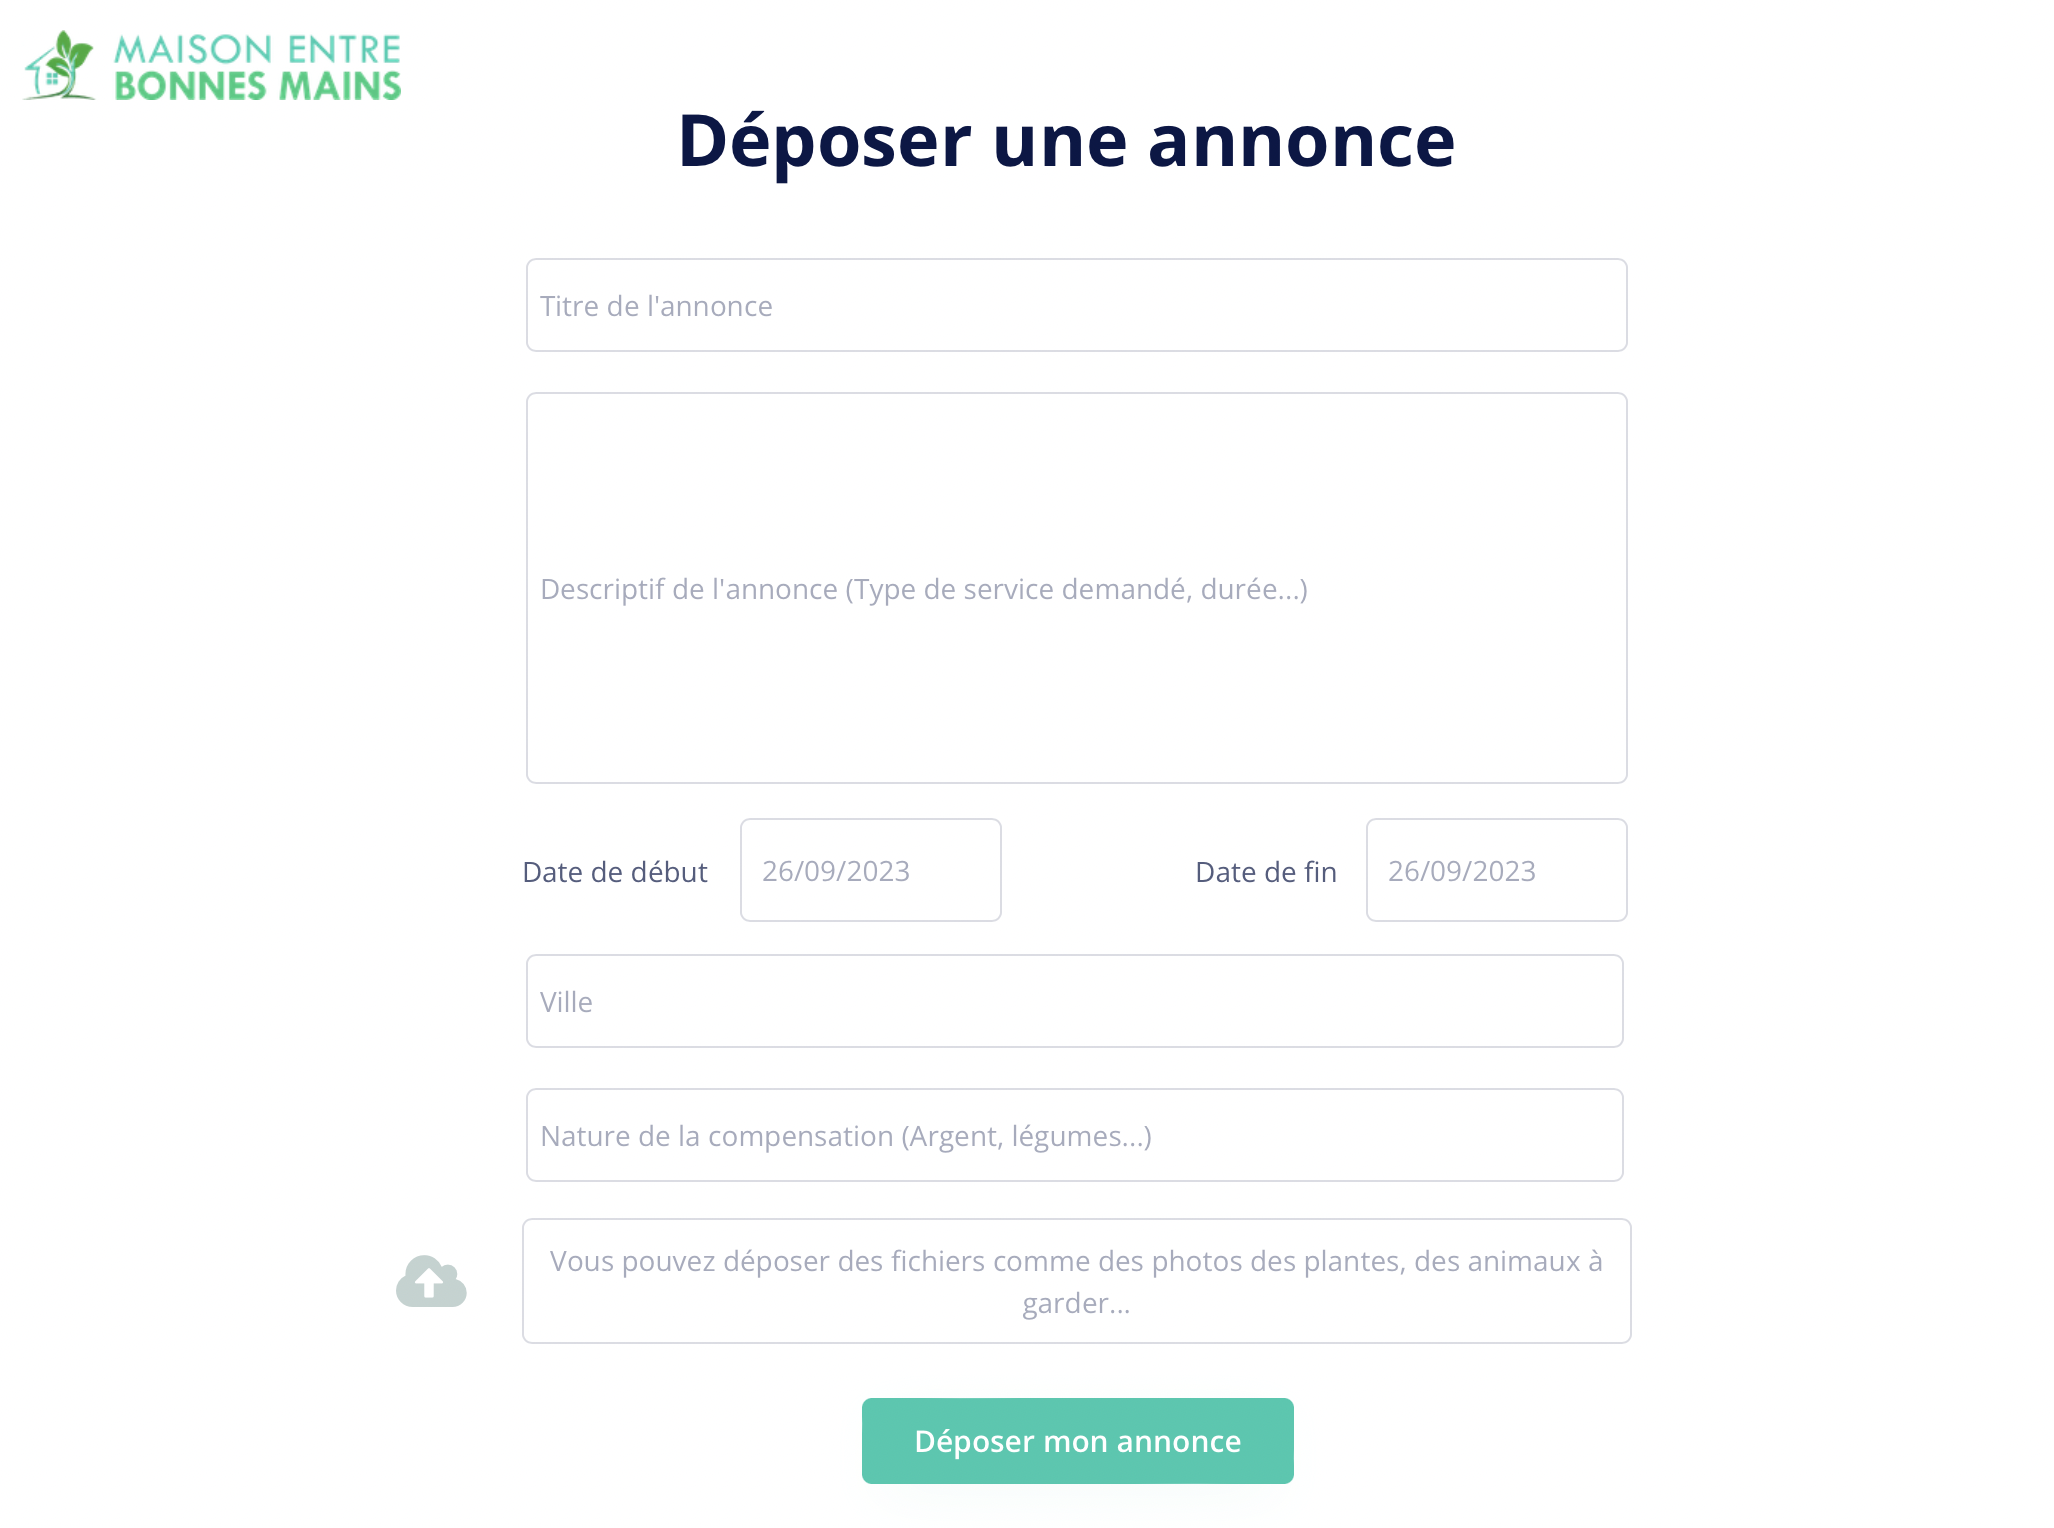 MAISON ENTRE
BONNES MAINS
Déposer une annonce
Titre de l'annonce
Descriptif de l'annonce (Type de service demandé, durée...)
Date de début 26/09/2023 Date de fin 26/09/2023
Ville
Nature de la compensation (Argent, légumes...)
Vous pouvez déposer des fichiers comme des photos des plantes, des animaux à
garder...
Déposer mon annonce